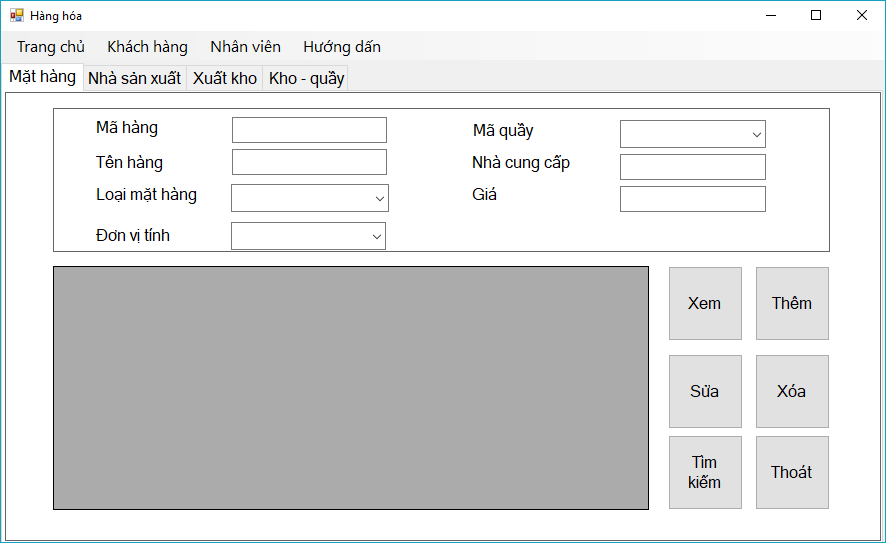 Hàng hóa
Trang chủ Khách hàng Nhân viên Hướng dấn
Mặt hàng Nhà sản xuất Xuất kho Kho - quầy
Mã hàng
Tên hàng
Loại mặt hàng
Đơn vị tính
Mã quầy
Nhà cung cấp
Giá
Xem Thêm
Sửa Xóa
Tìm
kiếm
Thoát